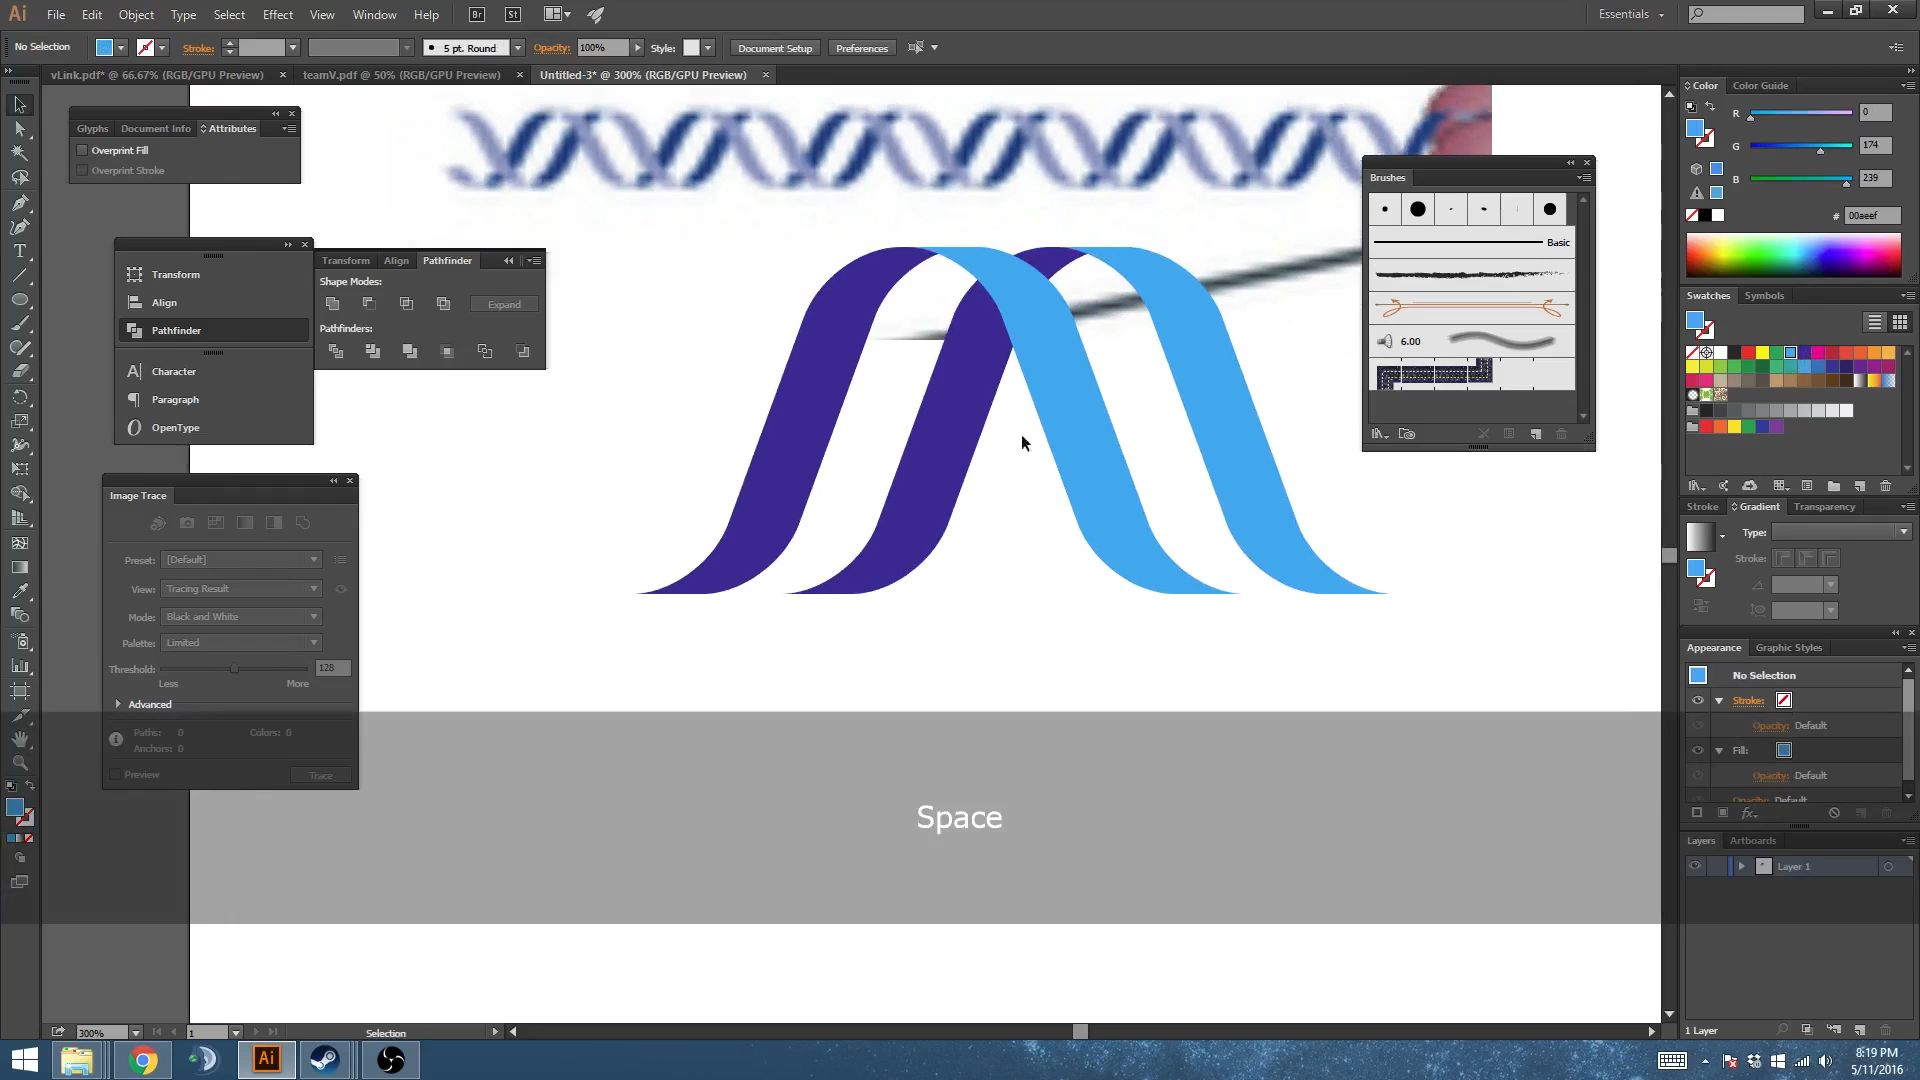 Ai File Edit Object Type Select Effect View Window Help Br St Essentials
No Selection Stroke: 5 pt. Round Opacity: 100% Style: Document Setup Preferences
vLink.pdf* @ 66.67% (RGB/GPU Preview) × teamV.pdf @ 50% (RGB/GPU Preview) × Untitled-3* @ 300% (RGB/GPU Preview) ×
Glyphs Document Info Attributes
Overprint Fill
Overprint Stroke
Transform
Align
Pathfinder
Character
Paragraph
OpenType
Transform Align Pathfinder
Shape Modes:
Expand
Pathfinders:
Image Trace
Preset: [Default]
View: Tracing Result
Mode: Black and White
Palette: Limited
Threshold: 128
Less More
Advanced
Paths: 0 Colors: 0
Anchors: 0
Preview Trace
Brushes
Basic
6.00
Color Color Guide
R 0
G 174
B 239
# 00aeef
Swatches Symbols
Stroke Gradient Transparency
Type:
Stroke:
Appearance Graphic Styles
No Selection
Stroke:
Opacity: Default
Fill:
Opacity: Default
Opacity: Default
Layers Artboards
Layer 1
1 Layer
Space
300% 1 Selection
Ai
8:19 PM
5/11/2016